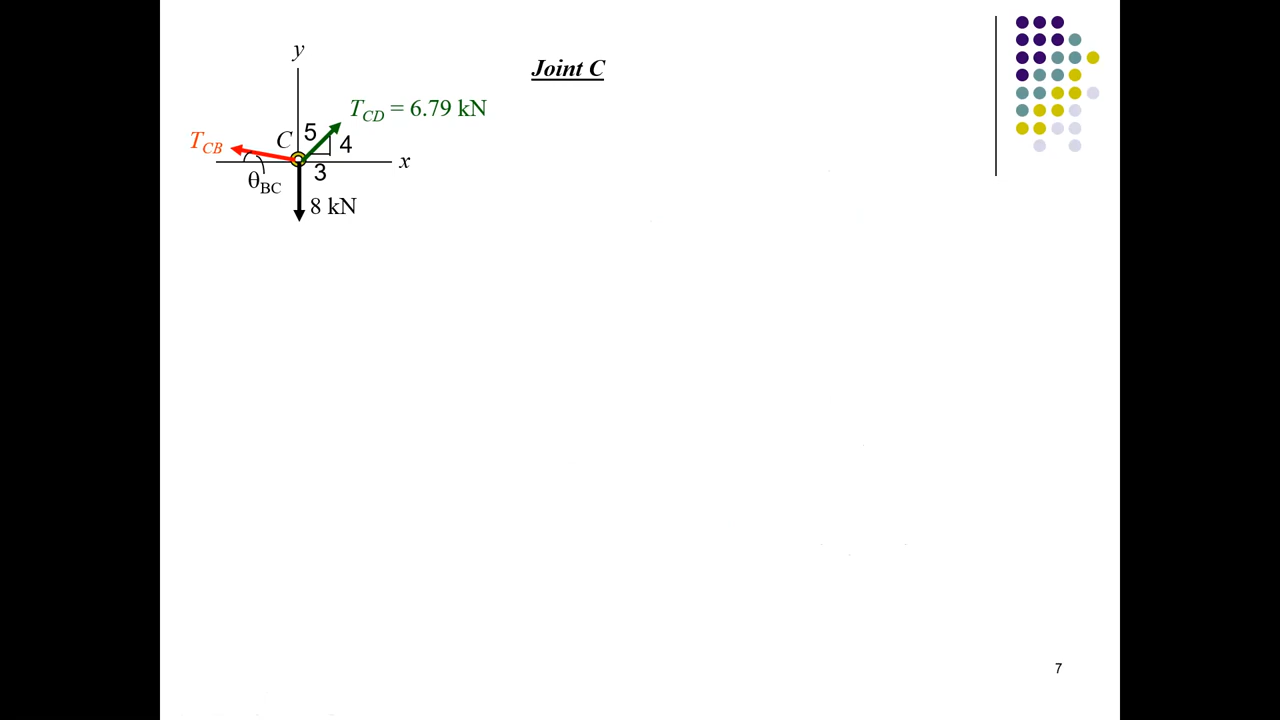 y
Joint C
T_CD = 6.79 kN
5
C
4
T_CB
x
3
θ_BC
8 kN
7